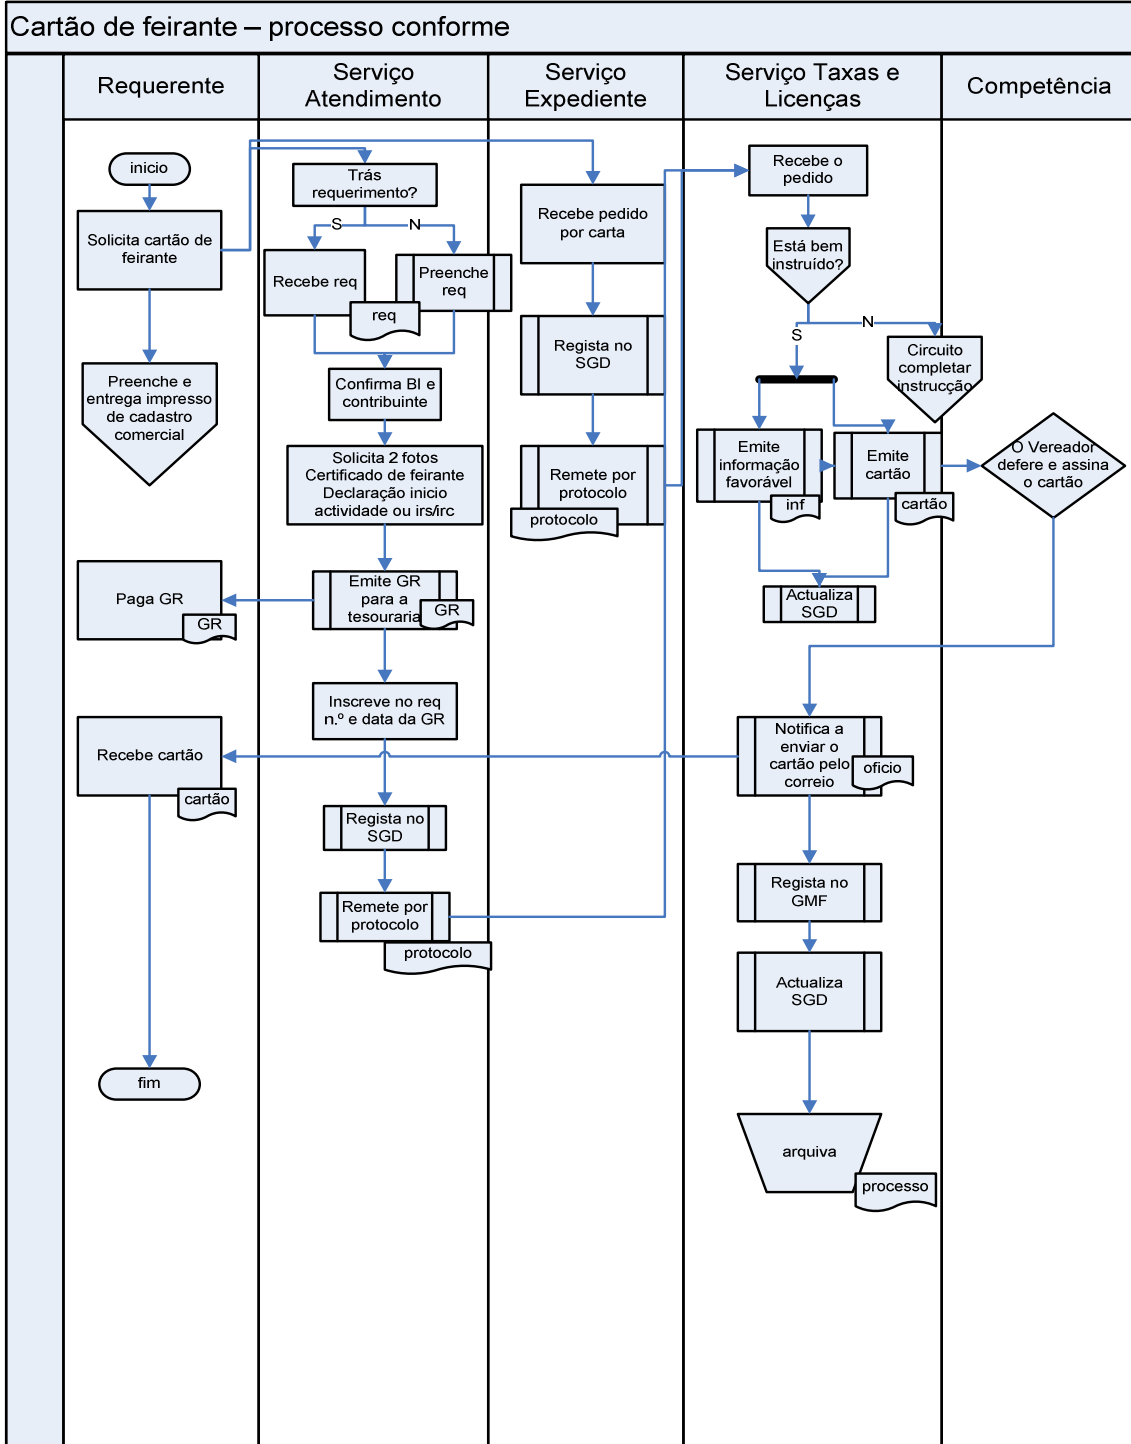 Cartão de feirante – processo conforme
Requerente
Serviço
Atendimento
Serviço
Expediente
Serviço Taxas e
Licenças
Competência
inicio
Solicita cartão de
feirante
Preenche e
entrega impresso
de cadastro
comercial
Paga GR
GR
Recebe cartão
cartão
fim
Trás
requerimento?
S
N
Recebe req
Preenche
req
req
Confirma BI e
contribuinte
Solicita 2 fotos
Certificado de feirante
Declaração inicio
actividade ou irs/irc
Emite GR
para a
tesouraria
GR
Inscreve no req
n.º e data da GR
Regista no
SGD
Remete por
protocolo
protocolo
Recebe pedido
por carta
Regista no
SGD
Remete por
protocolo
protocolo
Recebe o
pedido
Está bem
instruído?
S
N
Circuito
completar
instrucção
Emite
informação
favorável
inf
Emite
cartão
cartão
Actualiza
SGD
O Vereador
defere e assina
o cartão
Notifica a
enviar o
cartão pelo
correio
oficio
Regista no
GMF
Actualiza
SGD
arquiva
processo